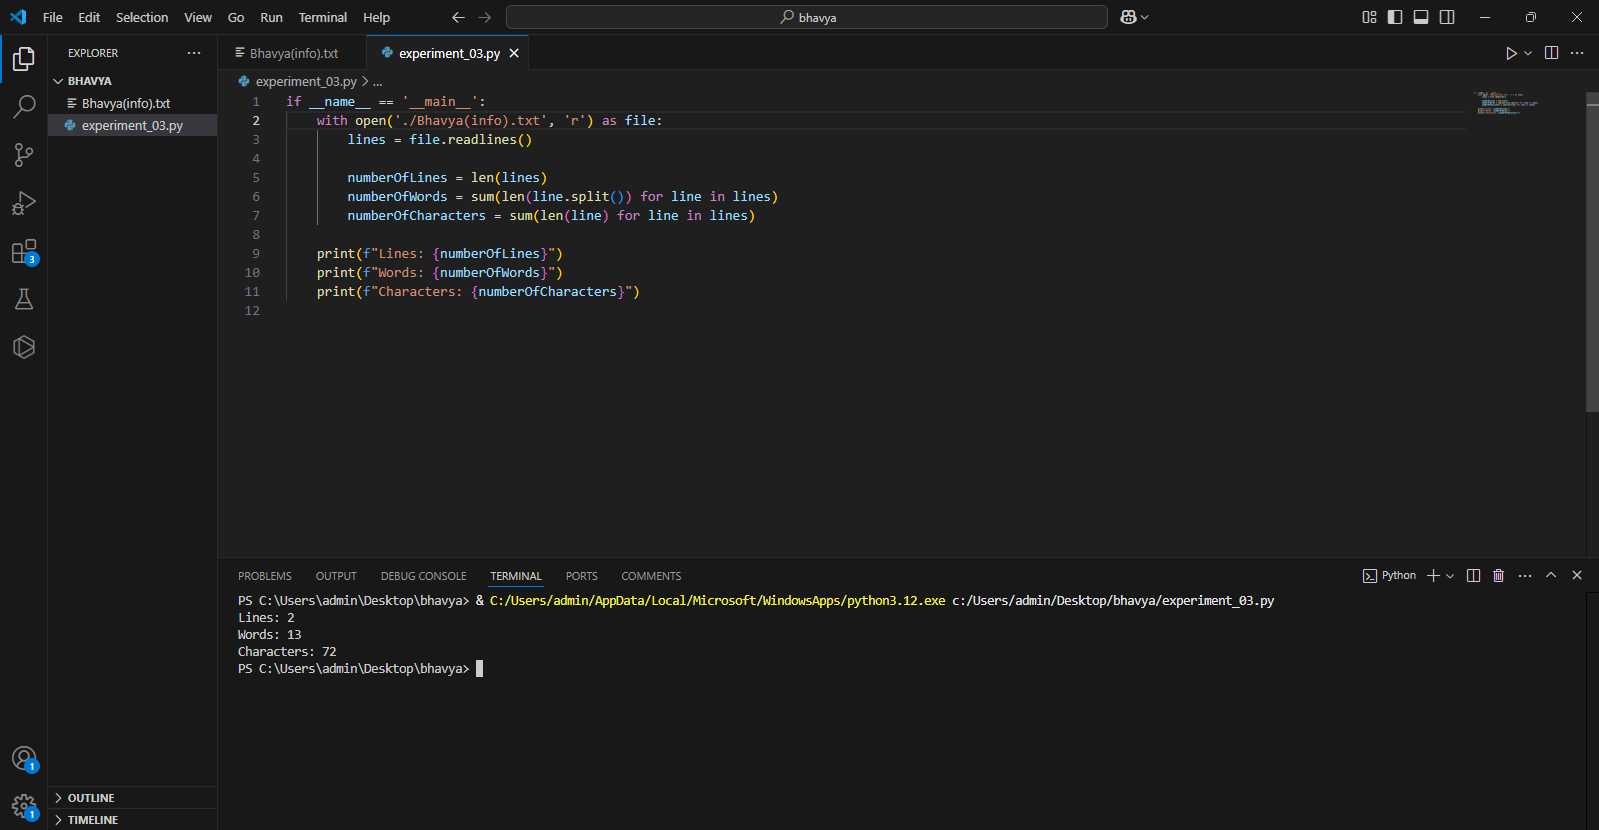 File Edit Selection View Go Run Terminal Help bhavya
EXPLORER
BHAVYA
Bhavya(info).txt
experiment_03.py
3
1
1
OUTLINE
TIMELINE
Bhavya(info).txt experiment_03.py
experiment_03.py > ...
1 if __name__ == '__main__':
2 with open('./Bhavya(info).txt', 'r') as file:
3 lines = file.readlines()
4
5 numberOfLines = len(lines)
6 numberOfWords = sum(len(line.split()) for line in lines)
7 numberOfCharacters = sum(len(line) for line in lines)
8
9 print(f"Lines: {numberOfLines}")
10 print(f"Words: {numberOfWords}")
11 print(f"Characters: {numberOfCharacters}")
12
PROBLEMS OUTPUT DEBUG CONSOLE TERMINAL PORTS COMMENTS Python
PS C:\Users\admin\Desktop\bhavya> & C:/Users/admin/AppData/Local/Microsoft/WindowsApps/python3.12.exe c:/Users/admin/Desktop/bhavya/experiment_03.py
Lines: 2
Words: 13
Characters: 72
PS C:\Users\admin\Desktop\bhavya>